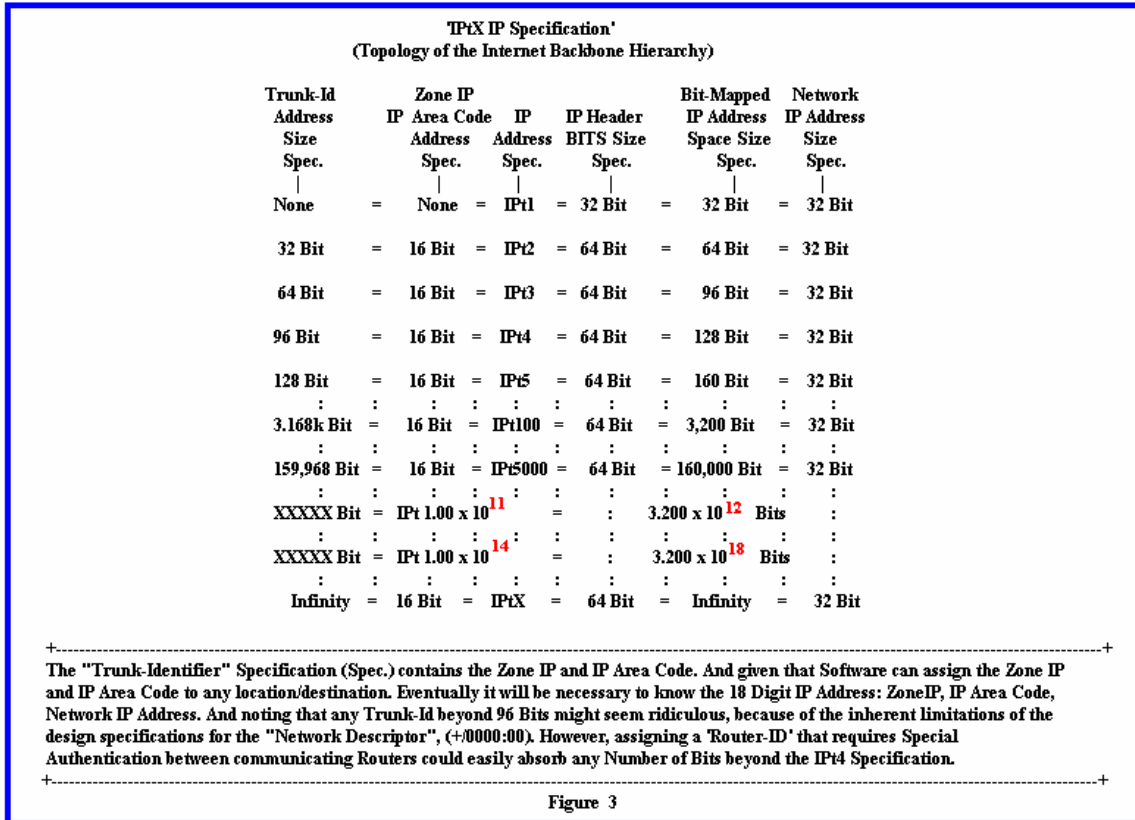 'IPtX IP Specification'
(Topology of the Internet Backbone Hierarchy)
Trunk-Id Zone IP Bit-Mapped Network
Address IP Area Code IP IP Header IP Address IP Address
Size Address Address BITS Size Space Size Size
Spec. Spec. Spec. Spec. Spec. Spec.
| | | | |
None = None = IPt1 = 32 Bit = 32 Bit = 32 Bit
32 Bit = 16 Bit = IPt2 = 64 Bit = 64 Bit = 32 Bit
64 Bit = 16 Bit = IPt3 = 64 Bit = 96 Bit = 32 Bit
96 Bit = 16 Bit = IPt4 = 64 Bit = 128 Bit = 32 Bit
128 Bit = 16 Bit = IPt5 = 64 Bit = 160 Bit = 32 Bit
: : : : : : : : : : :
3.168k Bit = 16 Bit = IPt100 = 64 Bit = 3,200 Bit = 32 Bit
: : : : : : : : : : :
159,968 Bit = 16 Bit = IPt5000 = 64 Bit = 160,000 Bit = 32 Bit
: : : : : : : : : : :
XXXXX Bit = IPt 1.00 x 10 11 = : 3.200 x 10 12 Bits :
: : : : : : : : : : :
XXXXX Bit = IPt 1.00 x 10 14 = : 3.200 x 10 18 Bits :
: : : : : : : : : : :
Infinity = 16 Bit = IPtX = 64 Bit = Infinity = 32 Bit
The "Trunk-Identifier" Specification (Spec.) contains the Zone IP and IP Area Code. And given that Software can assign the Zone IP
and IP Area Code to any location/destination. Eventually it will be necessary to know the 18 Digit IP Address: ZoneIP, IP Area Code,
Network IP Address. And noting that any Trunk-Id beyond 96 Bits might seem ridiculous, because of the inherent limitations of the
design specifications for the "Network Descriptor", (+/0000:00). However, assigning a 'Router-ID' that requires Special
Authentication between communicating Routers could easily absorb any Number of Bits beyond the IPt4 Specification.
Figure 3